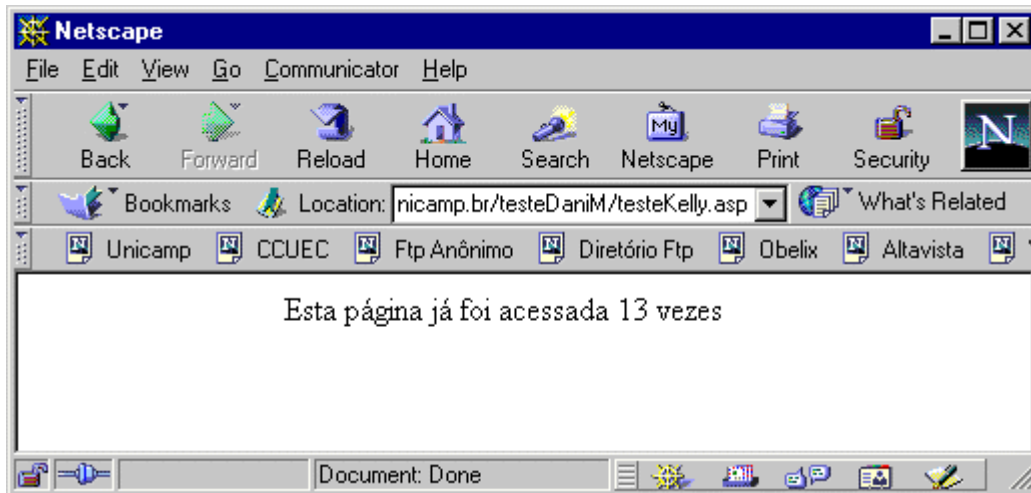 Netscape
File Edit View Go Communicator Help
My
N
Back Forward Reload Home Search Netscape Print Security
Bookmarks Location: nicamp.br/testeDaniM/testeKelly.asp What's Related
Unicamp CCUEC Ftp Anônimo Diretório Ftp Obelix Altavista
Esta página já foi acessada 13 vezes
Document: Done